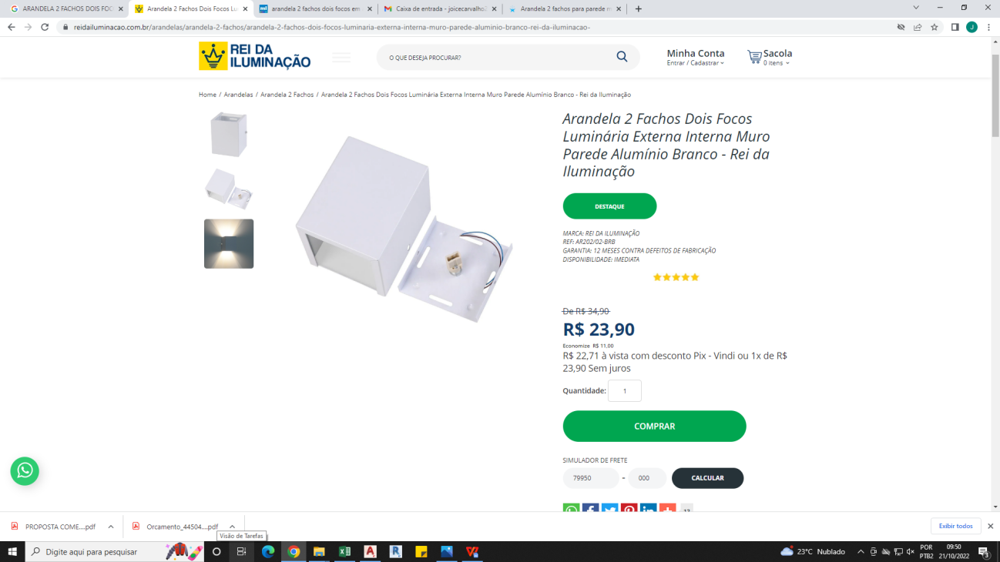 ARANDELA 2 FACHOS DOIS FOC
Arandela 2 Fachos Dois Focos Lu
arandela 2 fachos dois focos em
Caixa de entrada - joicecarvalho2
Arandela 2 fachos para parede m
reidailuminacao.com.br/arandelas/arandela-2-fachos/arandela-2-fachos-dois-focos-luminaria-externa-interna-muro-parede-aluminio-branco-rei-da-iluminacao-
J
REI DA
ILUMINAÇÃO
O QUE DESEJA PROCURAR?
Minha Conta
Entrar / Cadastrar
Sacola
0 itens
Home / Arandelas / Arandela 2 Fachos / Arandela 2 Fachos Dois Focos Luminária Externa Interna Muro Parede Alumínio Branco - Rei da Iluminação
Arandela 2 Fachos Dois Focos
Luminária Externa Interna Muro
Parede Alumínio Branco - Rei da
Iluminação
DESTAQUE
MARCA: REI DA ILUMINAÇÃO
REF: AR202/02-BRB
GARANTIA: 12 MESES CONTRA DEFEITOS DE FABRICAÇÃO
DISPONIBILIDADE: IMEDIATA
De R$ 34,90
R$ 23,90
Economize R$ 11,00
R$ 22,71 à vista com desconto Pix - Vindi ou 1x de R$
23,90 Sem juros
Quantidade: 1
COMPRAR
SIMULADOR DE FRETE
79950 - 000 CALCULAR
PROPOSTA COME....pdf
Orcamento_44504....pdf
Exibir todos
Visão de Tarefas
Digite aqui para pesquisar
23°C Nublado
POR
PTB2
09:50
21/10/2022
3